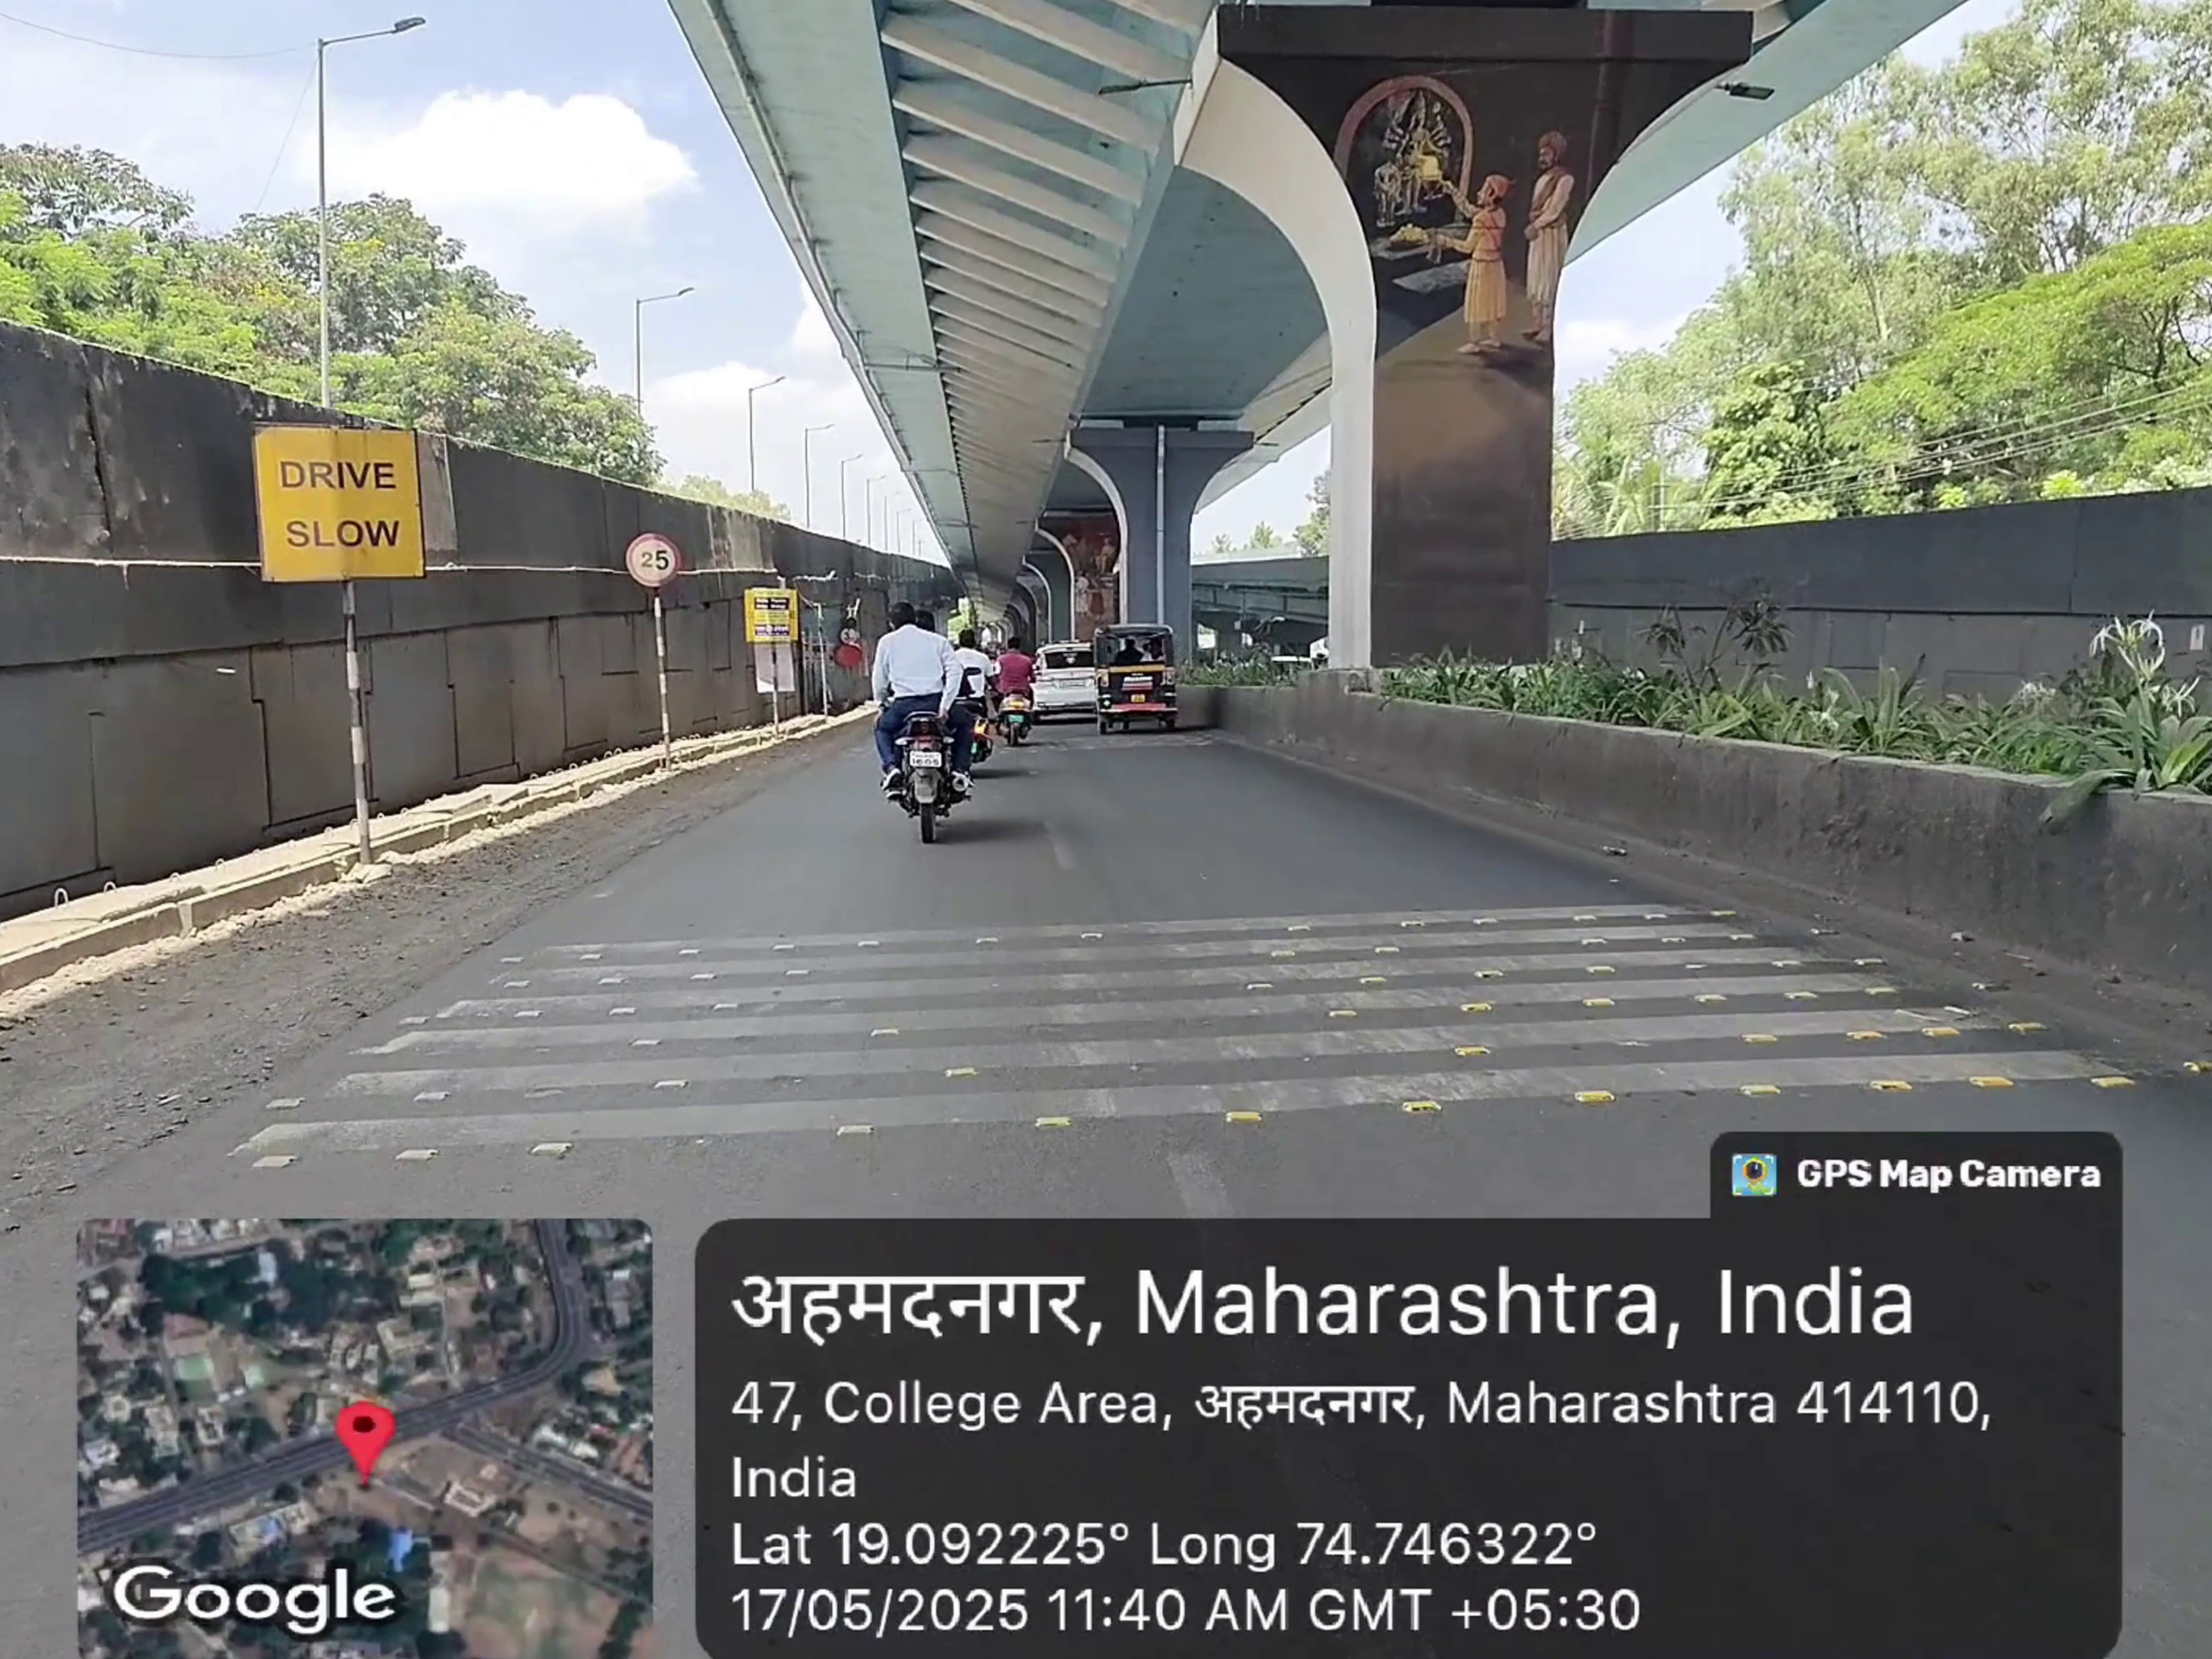 DRIVE
SLOW
25
1605
GPS Map Camera
अहमदनगर, Maharashtra, India
47, College Area, अहमदनगर, Maharashtra 414110,
India
Lat 19.092225° Long 74.746322°
17/05/2025 11:40 AM GMT +05:30
Google